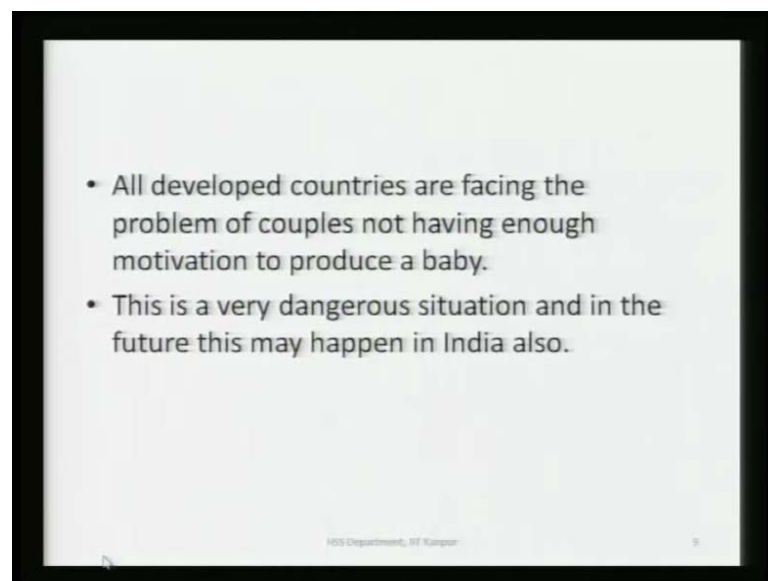 • All developed countries are facing the
problem of couples not having enough
motivation to produce a baby.
• This is a very dangerous situation and in the
future this may happen in India also.
HSS Department, IIT Kanpur
9